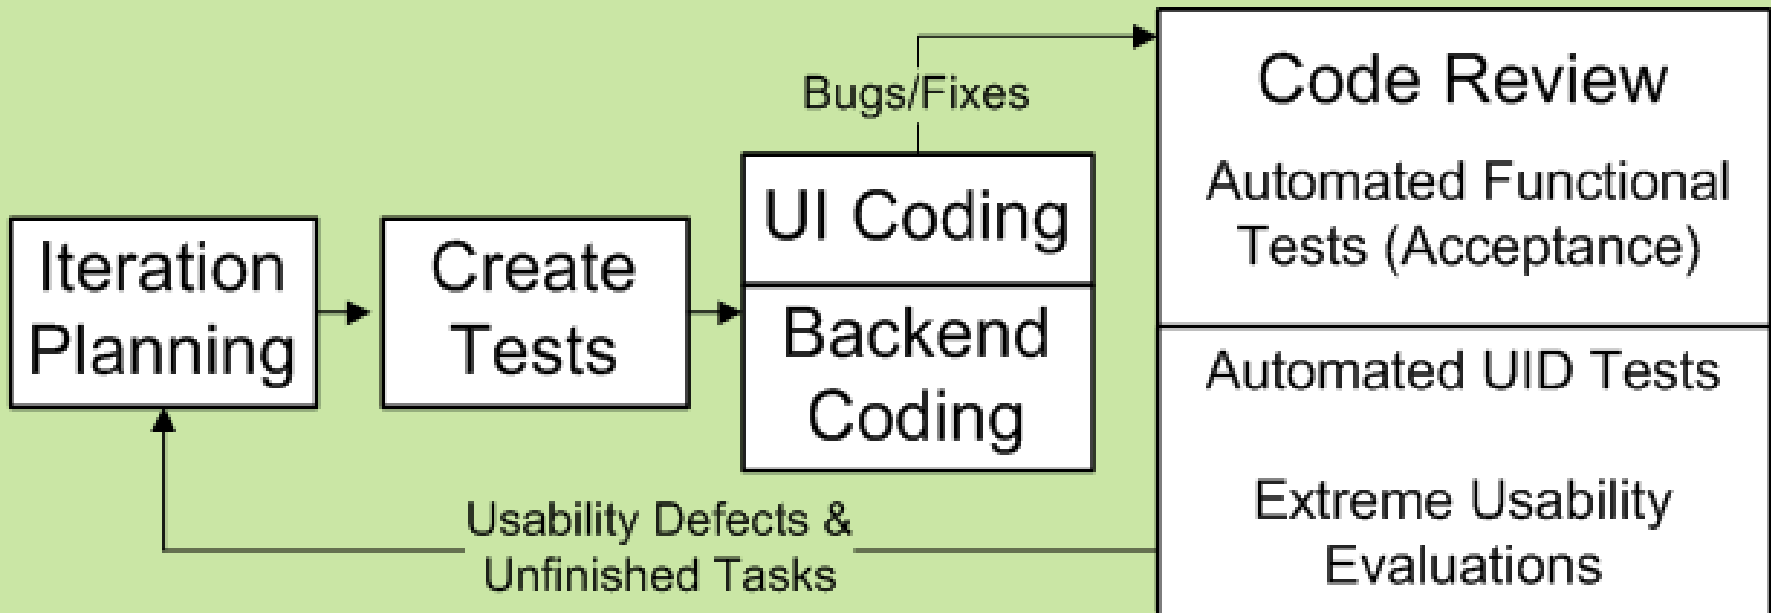 Iteration
Planning
Create
Tests
UI Coding
Backend
Coding
Bugs/Fixes
Code Review
Automated Functional
Tests (Acceptance)
Automated UID Tests
Extreme Usability
Evaluations
Usability Defects &
Unfinished Tasks